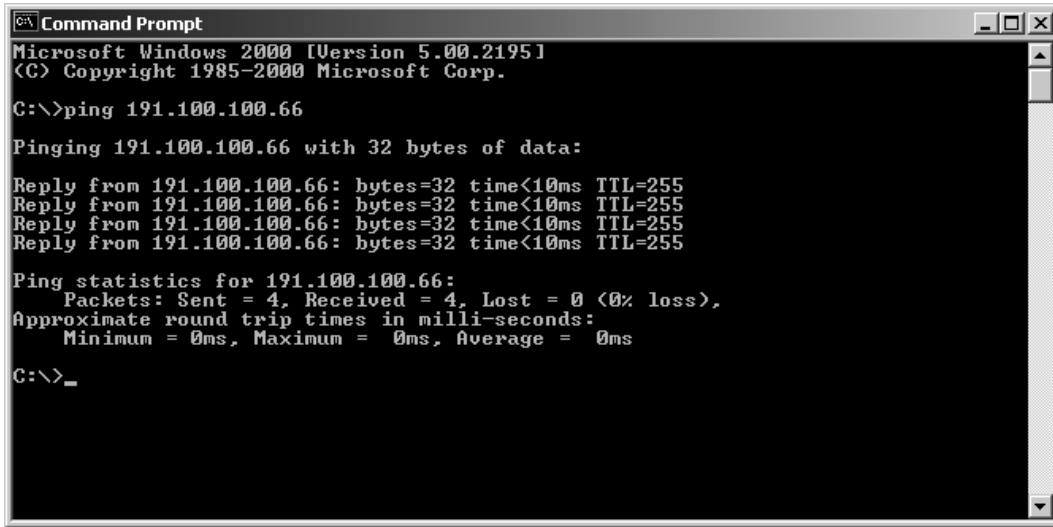 Command Prompt
Microsoft Windows 2000 [Version 5.00.2195]
(C) Copyright 1985-2000 Microsoft Corp.
C:\>ping 191.100.100.66
Pinging 191.100.100.66 with 32 bytes of data:
Reply from 191.100.100.66: bytes=32 time<10ms TTL=255
Reply from 191.100.100.66: bytes=32 time<10ms TTL=255
Reply from 191.100.100.66: bytes=32 time<10ms TTL=255
Reply from 191.100.100.66: bytes=32 time<10ms TTL=255
Ping statistics for 191.100.100.66:
    Packets: Sent = 4, Received = 4, Lost = 0 (0% loss),
Approximate round trip times in milli-seconds:
    Minimum = 0ms, Maximum =  0ms, Average =  0ms
C:\>_